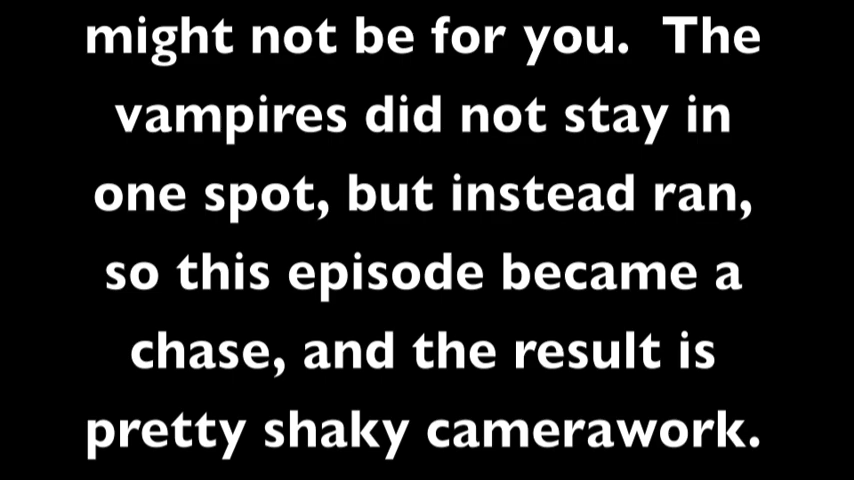 might not be for you.  The
vampires did not stay in
one spot, but instead ran,
so this episode became a
chase, and the result is
pretty shaky camerawork.